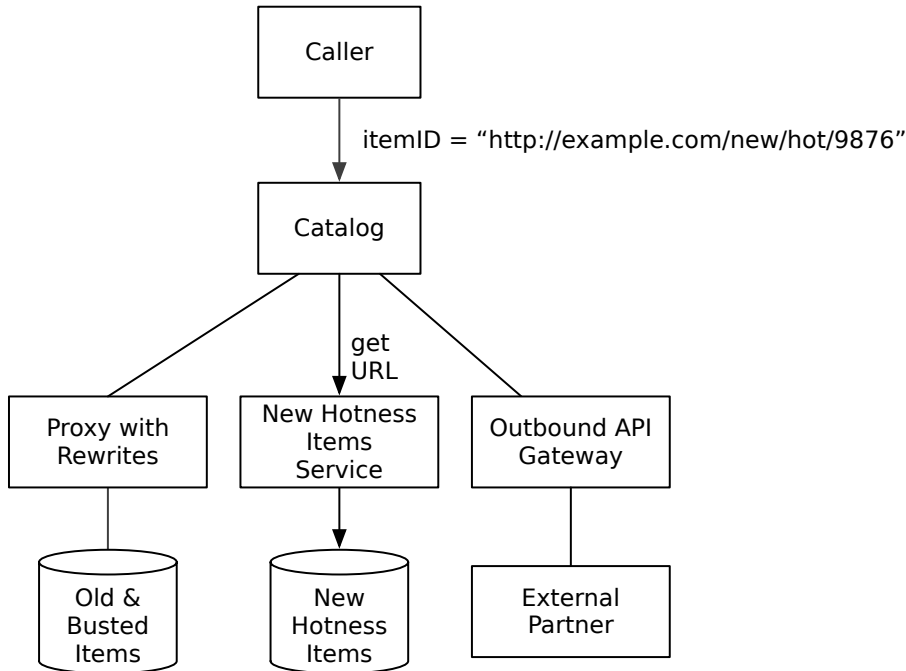 Caller
itemID = “http://example.com/new/hot/9876”
Catalog
get
URL
Proxy with
Rewrites
New Hotness
Items
Service
Outbound API
Gateway
Old &
Busted
Items
New
Hotness
Items
External
Partner